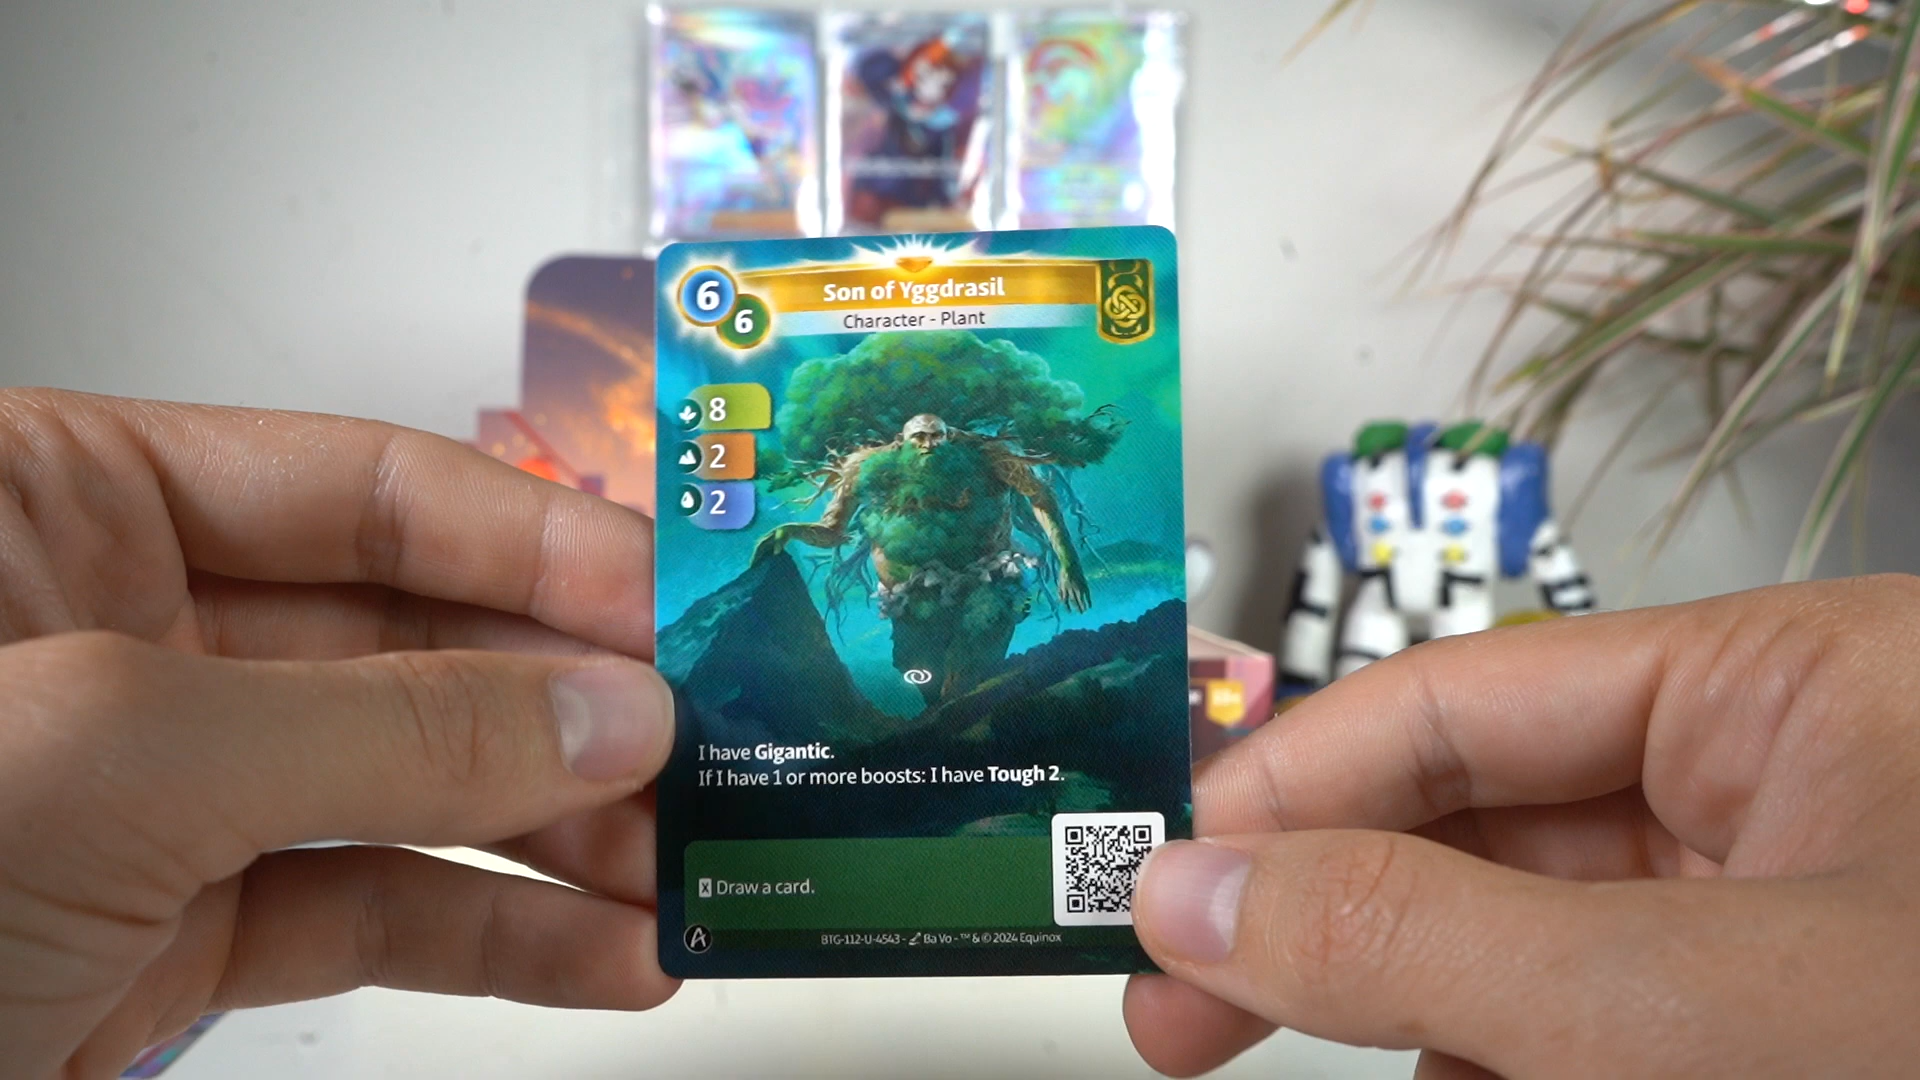 6
Son of Yggdrasil
6
Character - Plant
8
2
2
I have Gigantic.
If I have 1 or more boosts: I have Tough 2.
X Draw a card.
A
BTG-112-U-4543 - Ba Vo - ™ & © 2024 Equinox